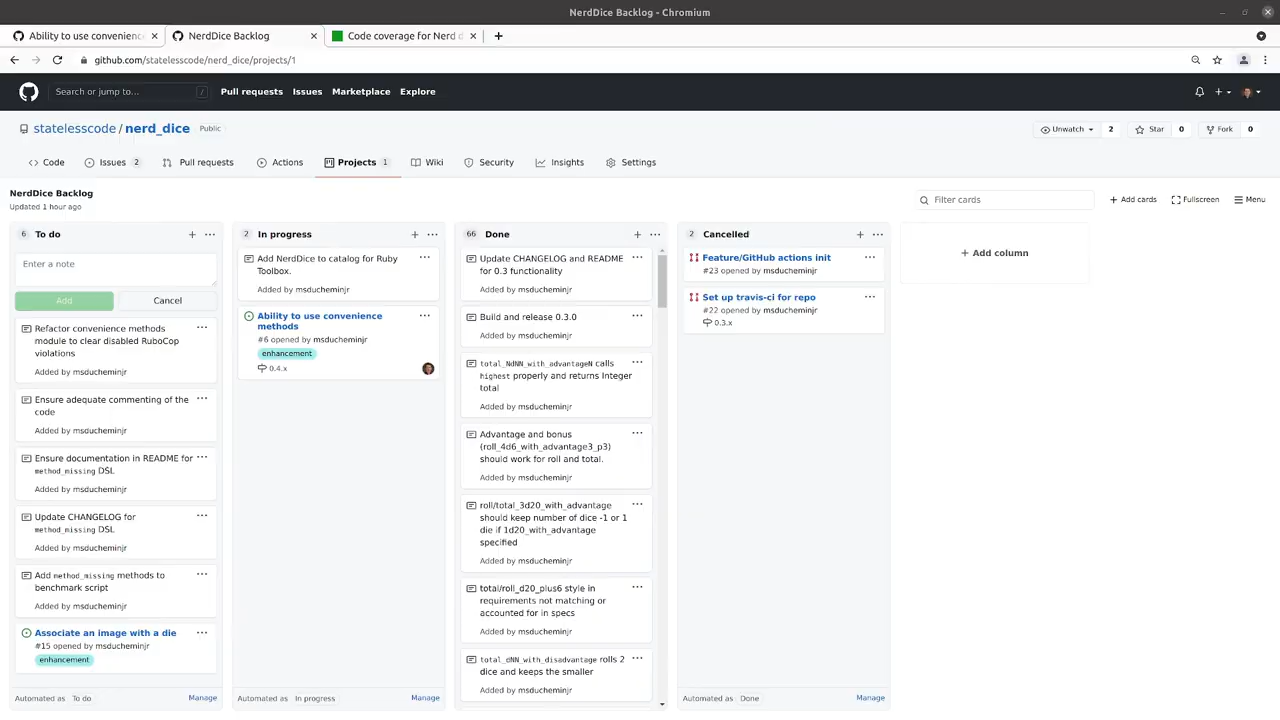 NerdDice Backlog - Chromium
Ability to use convenienc
NerdDice Backlog
Code coverage for Nerd d
github.com/statelesscode/nerd_dice/projects/1
Search or jump to...
/
Pull requests
Issues
Marketplace
Explore
statelesscode / nerd_dice
Public
Unwatch
2
Star
0
Fork
0
Code
Issues 2
Pull requests
Actions
Projects 1
Wiki
Security
Insights
Settings
NerdDice Backlog
Updated 1 hour ago
Filter cards
+ Add cards
Fullscreen
Menu
6 To do
Enter a note
Add
Cancel
Refactor convenience methods
module to clear disabled RuboCop
violations
Added by msducheminjr
Ensure adequate commenting of the
code
Added by msducheminjr
Ensure documentation in README for
method_missing DSL
Added by msducheminjr
Update CHANGELOG for
method_missing DSL
Added by msducheminjr
Add method_missing methods to
benchmark script
Added by msducheminjr
Associate an image with a die
#15 opened by msducheminjr
enhancement
Automated as To do
Manage
2 In progress
Add NerdDice to catalog for Ruby
Toolbox.
Added by msducheminjr
Ability to use convenience
methods
#6 opened by msducheminjr
enhancement
0.4.x
Automated as In progress
Manage
66 Done
Update CHANGELOG and README
for 0.3 functionality
Added by msducheminjr
Build and release 0.3.0
Added by msducheminjr
total_NdNN_with_advantageN calls
highest properly and returns Integer
total
Added by msducheminjr
Advantage and bonus
(roll_4d6_with_advantage3_p3)
should work for roll and total.
Added by msducheminjr
roll/total_3d20_with_advantage
should keep number of dice -1 or 1
die if 1d20_with_advantage
specified
Added by msducheminjr
total/roll_d20_plus6 style in
requirements not matching or
accounted for in specs
Added by msducheminjr
total_dNN_with_disadvantage rolls 2
dice and keeps the smaller
Added by msducheminjr
2 Cancelled
Feature/GitHub actions init
#23 opened by msducheminjr
Set up travis-ci for repo
#22 opened by msducheminjr
0.3.x
Automated as Done
Manage
+ Add column